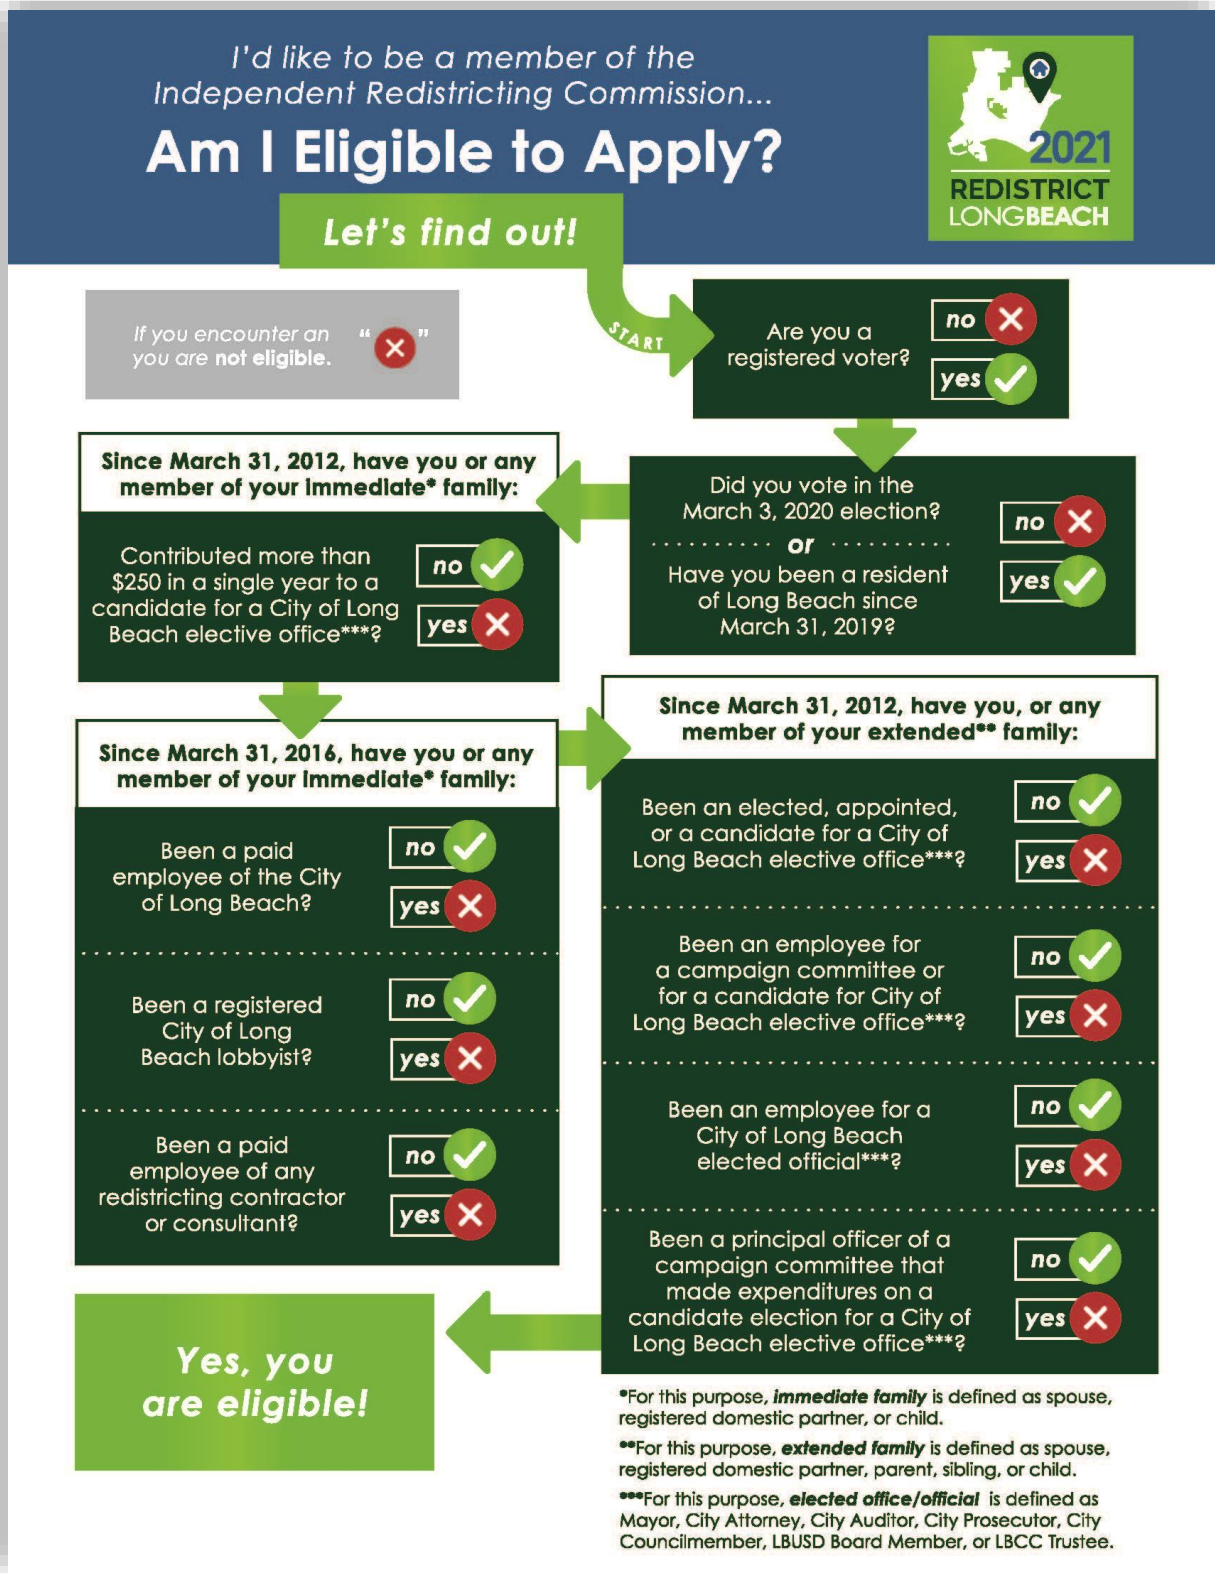 I'd like to be a member of the
Independent Redistricting Commission...
Am I Eligible to Apply?
Let's find out!
2021
REDISTRICT
LONGBEACH
If you encounter an “ ”
you are not eligible.
START
Are you a
registered voter?
no
yes
Did you vote in the
March 3, 2020 election?
or
Have you been a resident
of Long Beach since
March 31, 2019?
no
yes
Since March 31, 2012, have you or any
member of your immediate* family:
Contributed more than
$250 in a single year to a
candidate for a City of Long
Beach elective office***?
no
yes
Since March 31, 2016, have you or any
member of your immediate* family:
Been a paid
employee of the City
of Long Beach?
no
yes
Been a registered
City of Long
Beach lobbyist?
no
yes
Been a paid
employee of any
redistricting contractor
or consultant?
no
yes
Since March 31, 2012, have you, or any
member of your extended** family:
Been an elected, appointed,
or a candidate for a City of
Long Beach elective office***?
no
yes
Been an employee for
a campaign committee or
for a candidate for City of
Long Beach elective office***?
no
yes
Been an employee for a
City of Long Beach
elected official***?
no
yes
Been a principal officer of a
campaign committee that
made expenditures on a
candidate election for a City of
Long Beach elective office***?
no
yes
Yes, you
are eligible!
*For this purpose, immediate family is defined as spouse,
registered domestic partner, or child.
**For this purpose, extended family is defined as spouse,
registered domestic partner, parent, sibling, or child.
***For this purpose, elected office/official is defined as
Mayor, City Attorney, City Auditor, City Prosecutor, City
Councilmember, LBUSD Board Member, or LBCC Trustee.